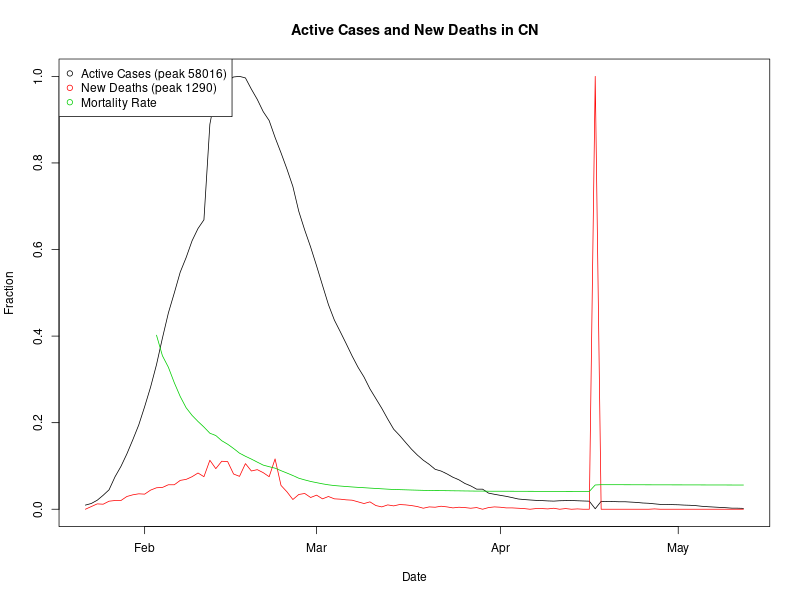 Active Cases and New Deaths in CN
Active Cases (peak 58016)
New Deaths (peak 1290)
Mortality Rate
Fraction
1.0
0.8
0.6
0.4
0.2
0.0
Feb Mar Apr May
Date